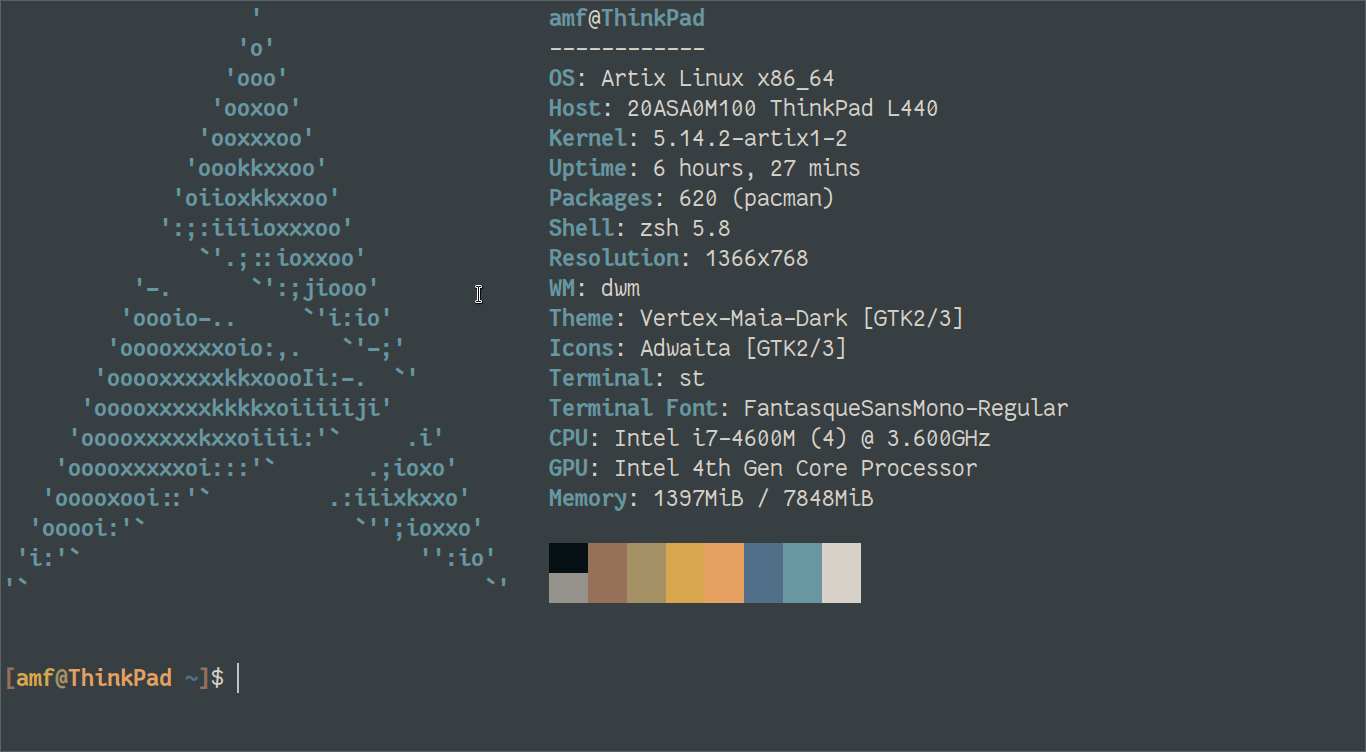 '                   amf@ThinkPad
                  'o'                  ------------
                 'ooo'                 OS: Artix Linux x86_64
                'ooxoo'                Host: 20ASA0M100 ThinkPad L440
               'ooxxxoo'               Kernel: 5.14.2-artix1-2
              'oookkxxoo'              Uptime: 6 hours, 27 mins
             'oiioxkkxxoo'             Packages: 620 (pacman)
            ':;:iiiioxxxoo'            Shell: zsh 5.8
               `'.;::ioxxoo'           Resolution: 1366x768
          '-.      `':;jiooo'          WM: dwm
         'oooio-..     `'i:io'         Theme: Vertex-Maia-Dark [GTK2/3]
        'ooooxxxxoio:,.   `'-;'        Icons: Adwaita [GTK2/3]
       'ooooxxxxxkkxoooIi:-.  `'       Terminal: st
      'ooooxxxxxkkkkxoiiiiiji'         Terminal Font: FantasqueSansMono-Regular
     'ooooxxxxxkxxoiiii:'`     .i'     CPU: Intel i7-4600M (4) @ 3.600GHz
    'ooooxxxxxoi:::'`       .;ioxo'    GPU: Intel 4th Gen Core Processor
   'ooooxooi::'`         .:iiixkxxo'   Memory: 1397MiB / 7848MiB
  'ooooi:'`                `'';ioxxo'
 'i:'`                          '':io'
'`                                   `'
[amf@ThinkPad ~]$